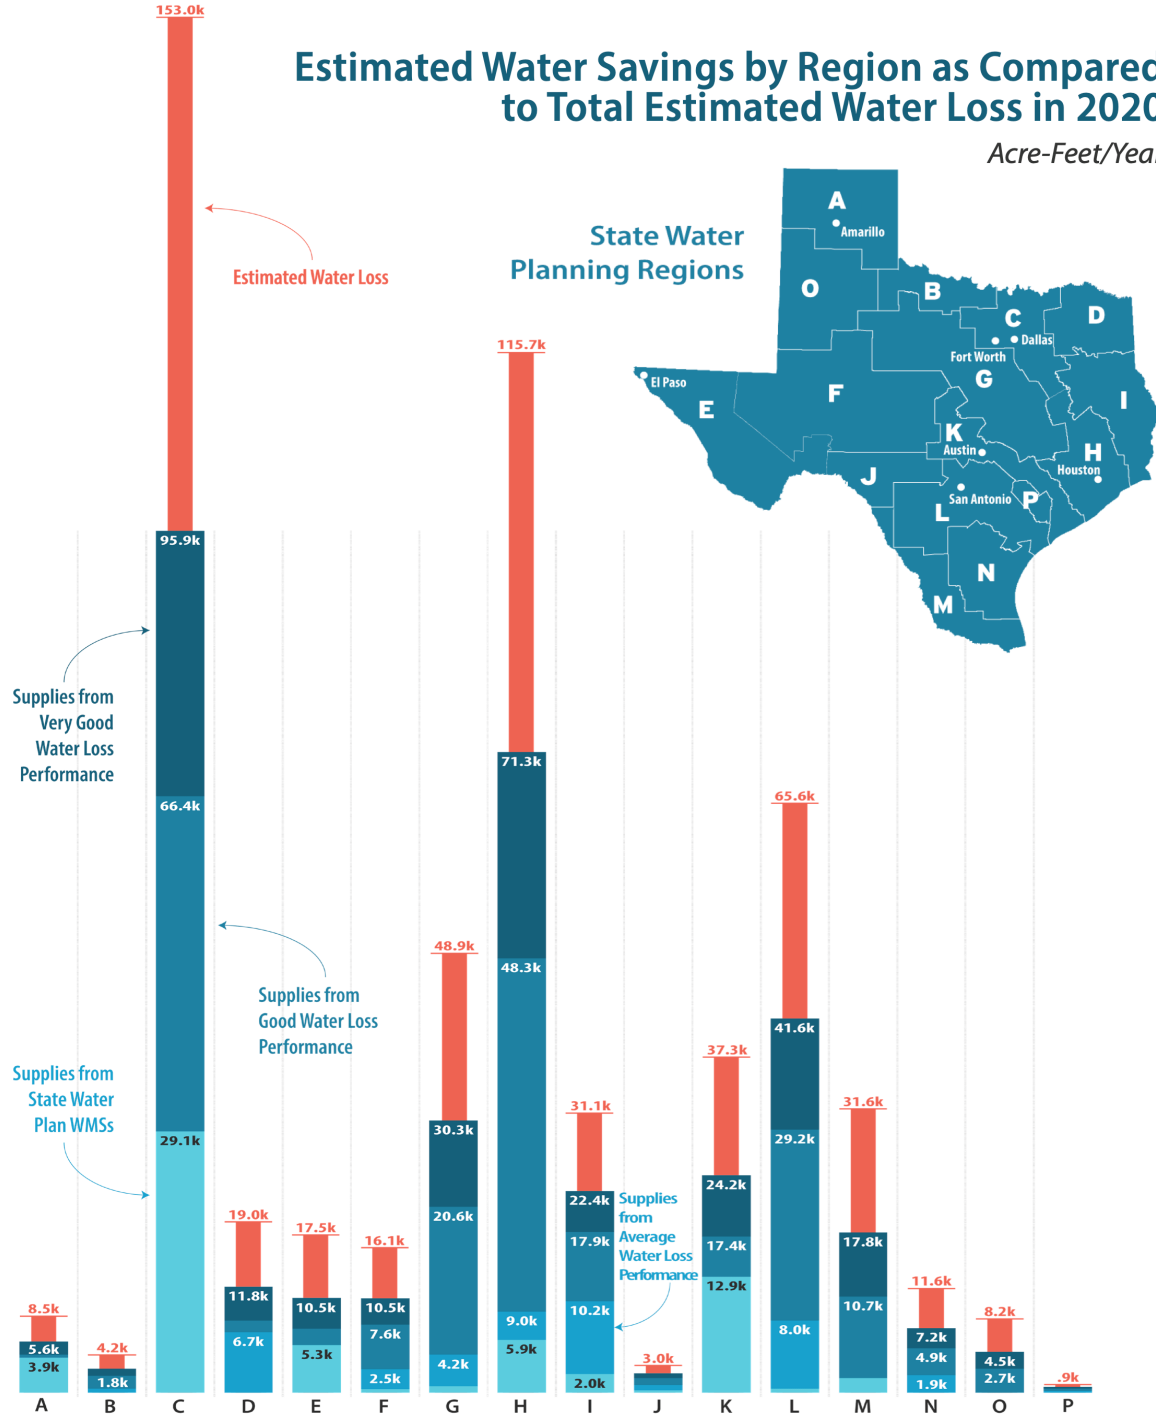 153.0k
Estimated Water Savings by Region as Compared
to Total Estimated Water Loss in 2020
Acre-Feet/Year
State Water
Planning Regions
A
Amarillo
O
B
C
D
Dallas
Fort Worth
El Paso
E
F
G
I
K
Austin
H
Houston
J
San Antonio
L
P
N
M
Estimated Water Loss
115.7k
95.9k
Supplies from
Very Good
Water Loss
Performance
66.4k
71.3k
65.6k
48.9k
48.3k
Supplies from
Good Water Loss
Performance
41.6k
37.3k
Supplies from
State Water
Plan WMSs
29.1k
30.3k
31.1k
29.2k
31.6k
24.2k
22.4k
Supplies
from
Average
Water Loss
Performance
20.6k
19.0k
17.5k
16.1k
17.9k
17.4k
17.8k
12.9k
11.6k
11.8k
10.5k
10.5k
10.2k
10.7k
8.5k
8.2k
9.0k
8.0k
7.6k
7.2k
6.7k
5.6k
4.2k
5.3k
5.9k
4.9k
4.5k
3.9k
1.8k
2.5k
4.2k
2.0k
3.0k
1.9k
2.7k
.9k
A B C D E F G H I J K L M N O P